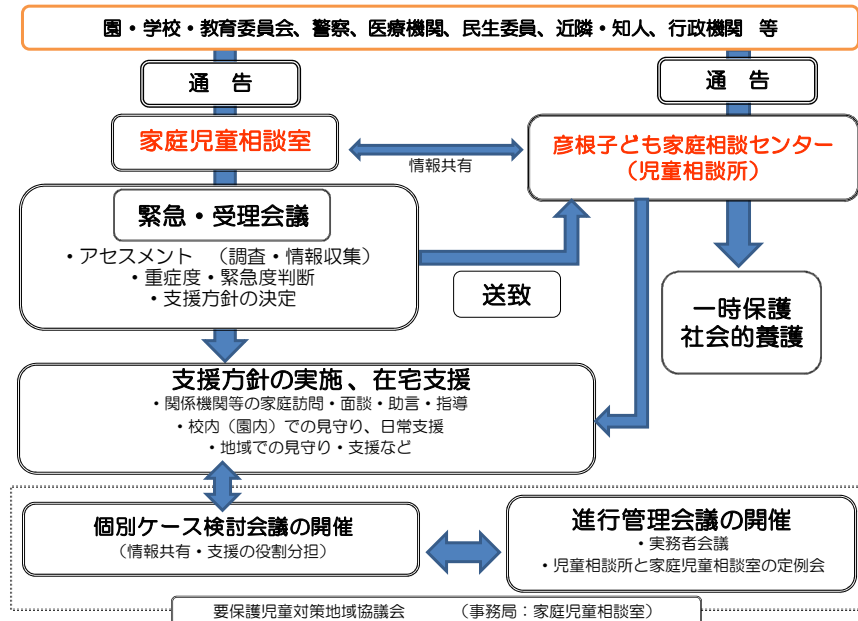 園・学校・教育委員会、警察、医療機関、民生委員、近隣・知人、行政機関　等
通　告
通　告
家庭児童相談室
情報共有
彦根子ども家庭相談センター
（児童相談所）
緊急・受理会議
・アセスメント　（調査・情報収集）
・重症度・緊急度判断
・支援方針の決定
送致
一時保護
社会的養護
支援方針の実施、在宅支援
・関係機関等の家庭訪問・面談・助言・指導
・校内（園内）での見守り、日常支援
・地域での見守り・支援など
個別ケース検討会議の開催
（情報共有・支援の役割分担）
進行管理会議の開催
・実務者会議
・児童相談所と家庭児童相談室の定例会
要保護児童対策地域協議会　　　（事務局：家庭児童相談室）